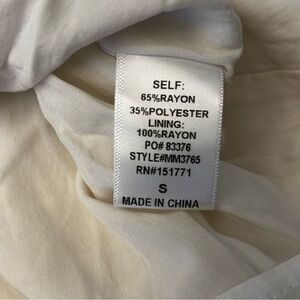 SELF:
65%RAYON
35%POLYESTER
LINING:
100%RAYON
PO# 83376
STYLE#MM3765
RN#151771
S
MADE IN CHINA